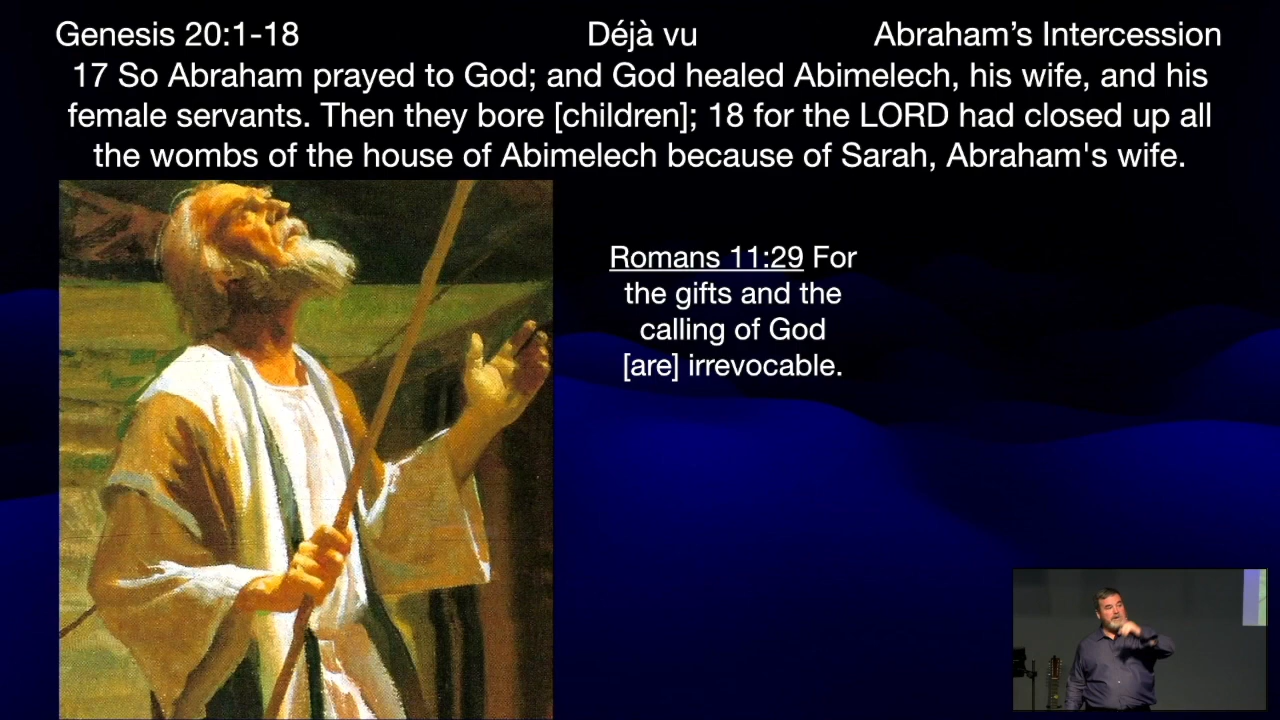 Genesis 20:1-18 Déjà vu Abraham’s Intercession
17 So Abraham prayed to God; and God healed Abimelech, his wife, and his
female servants. Then they bore [children]; 18 for the LORD had closed up all
the wombs of the house of Abimelech because of Sarah, Abraham's wife.
Romans 11:29 For
the gifts and the
calling of God
[are] irrevocable.